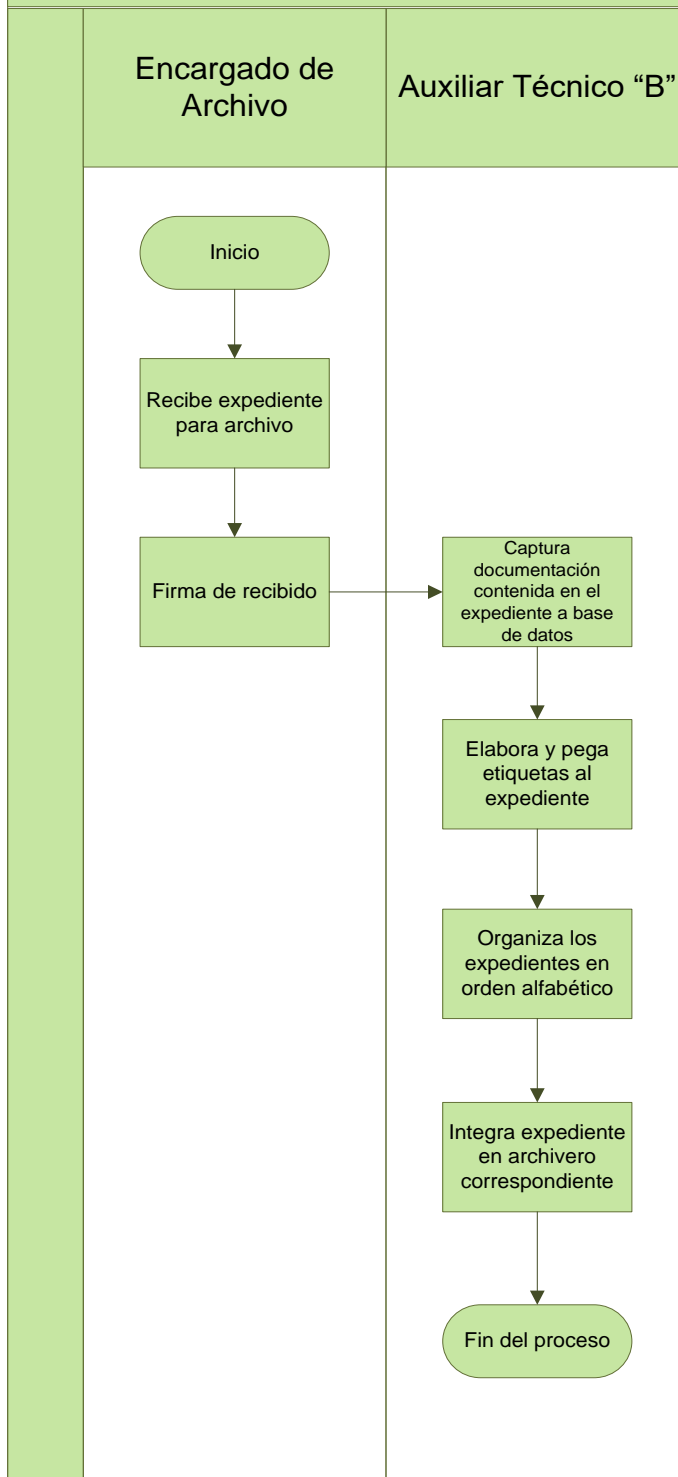 Encargado de
Archivo
Auxiliar Técnico “B”
Inicio
Recibe expediente
para archivo
Firma de recibido
Captura
documentación
contenida en el
expediente a base
de datos
Elabora y pega
etiquetas al
expediente
Organiza los
expedientes en
orden alfabético
Integra expediente
en archivero
correspondiente
Fin del proceso